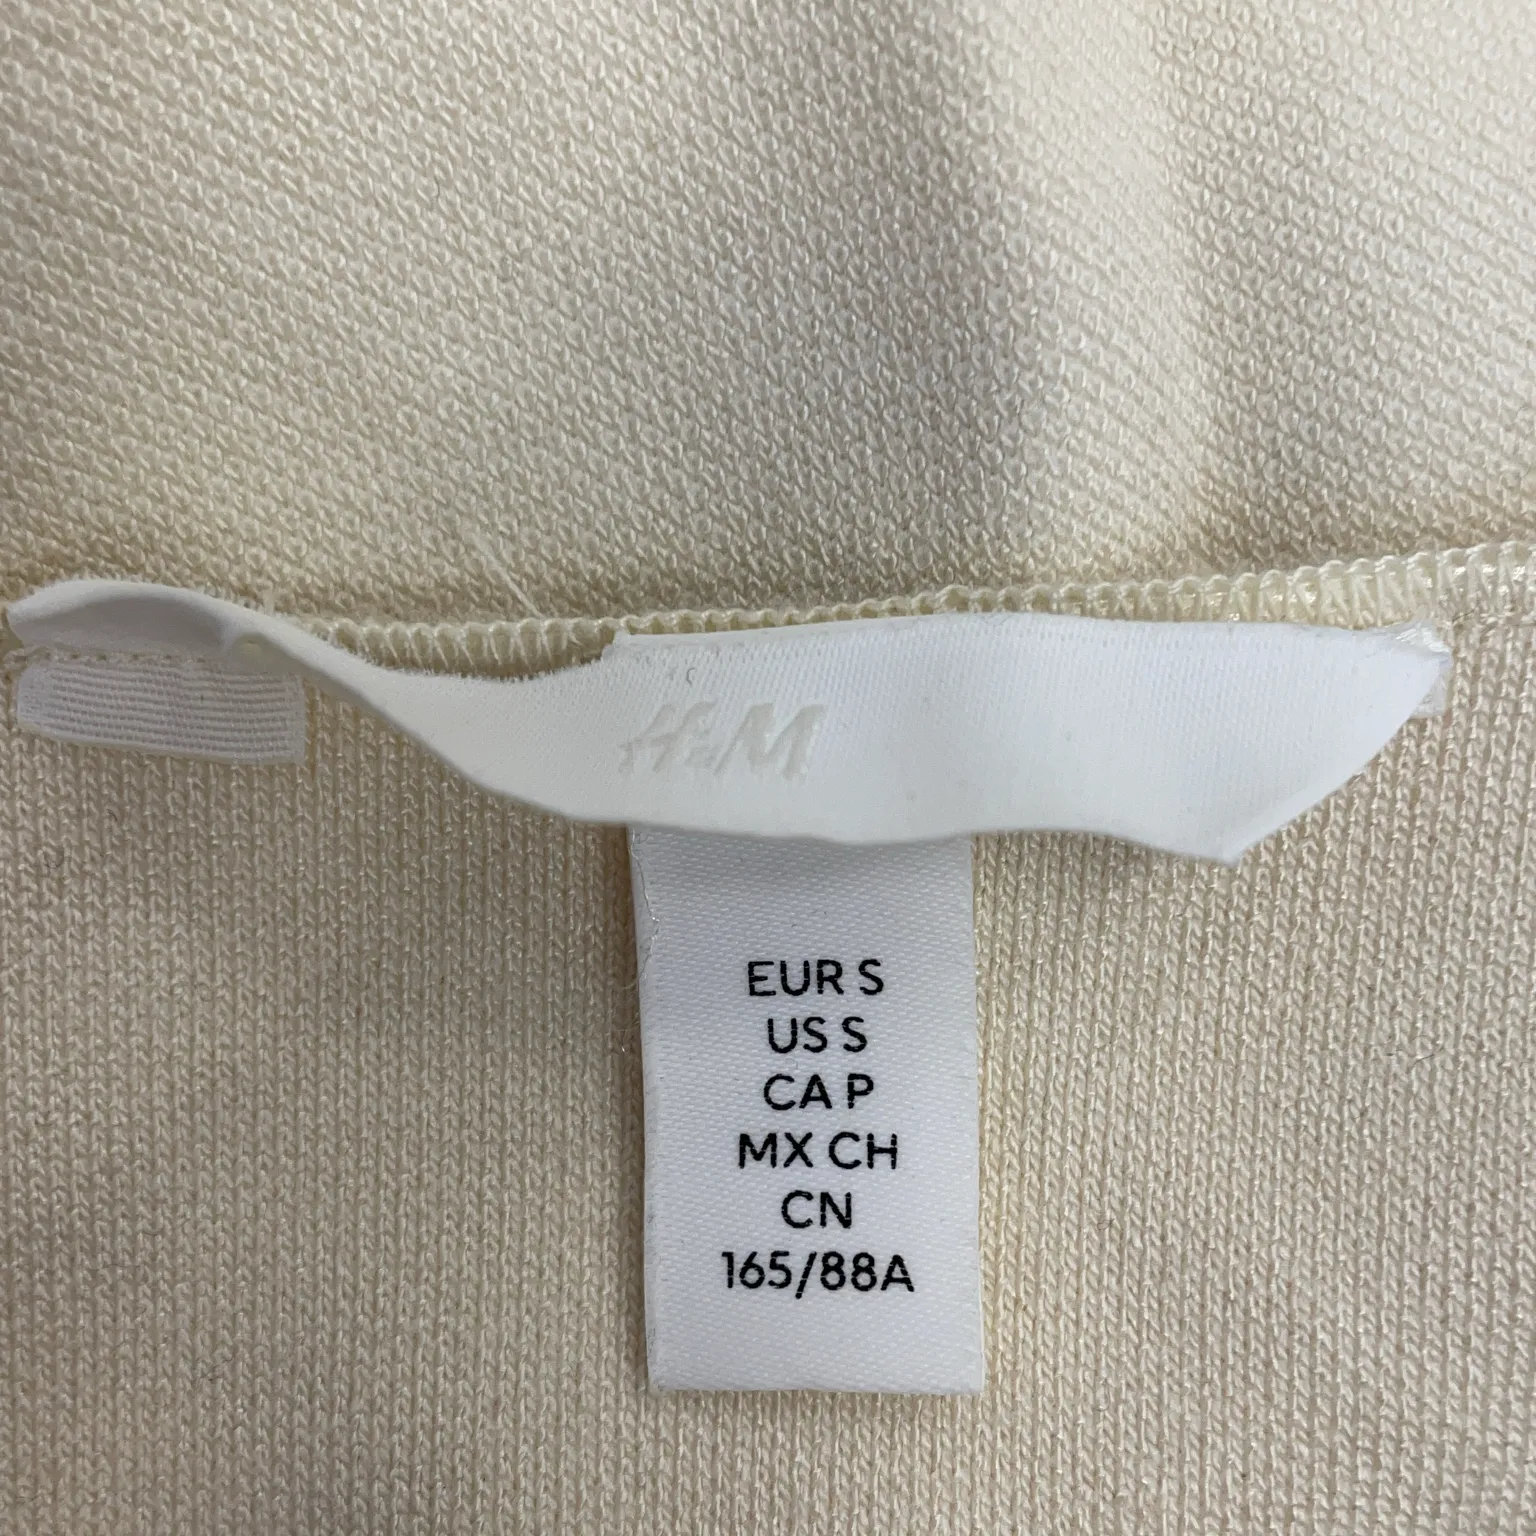 H&M
EUR S
US S
CA P
MX CH
CN
165/88A